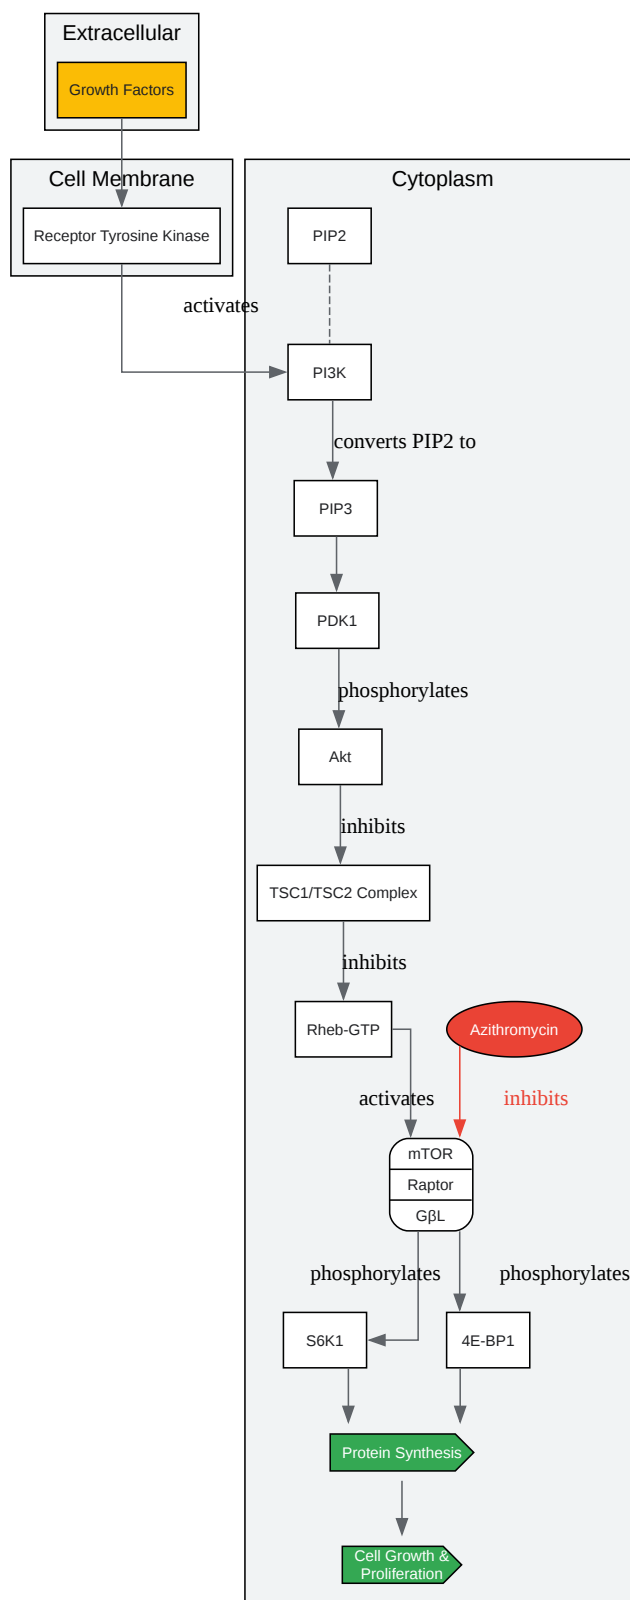 Extracellular
Growth Factors
Cell Membrane
Cytoplasm
Receptor Tyrosine Kinase
PIP2
activates
PI3K
converts PIP2 to
PIP3
PDK1
phosphorylates
Akt
inhibits
TSC1/TSC2 Complex
inhibits
Rheb-GTP
Azithromycin
activates
inhibits
mTOR
Raptor
GβL
phosphorylates
phosphorylates
S6K1
4E-BP1
Protein Synthesis
Cell Growth &
Proliferation